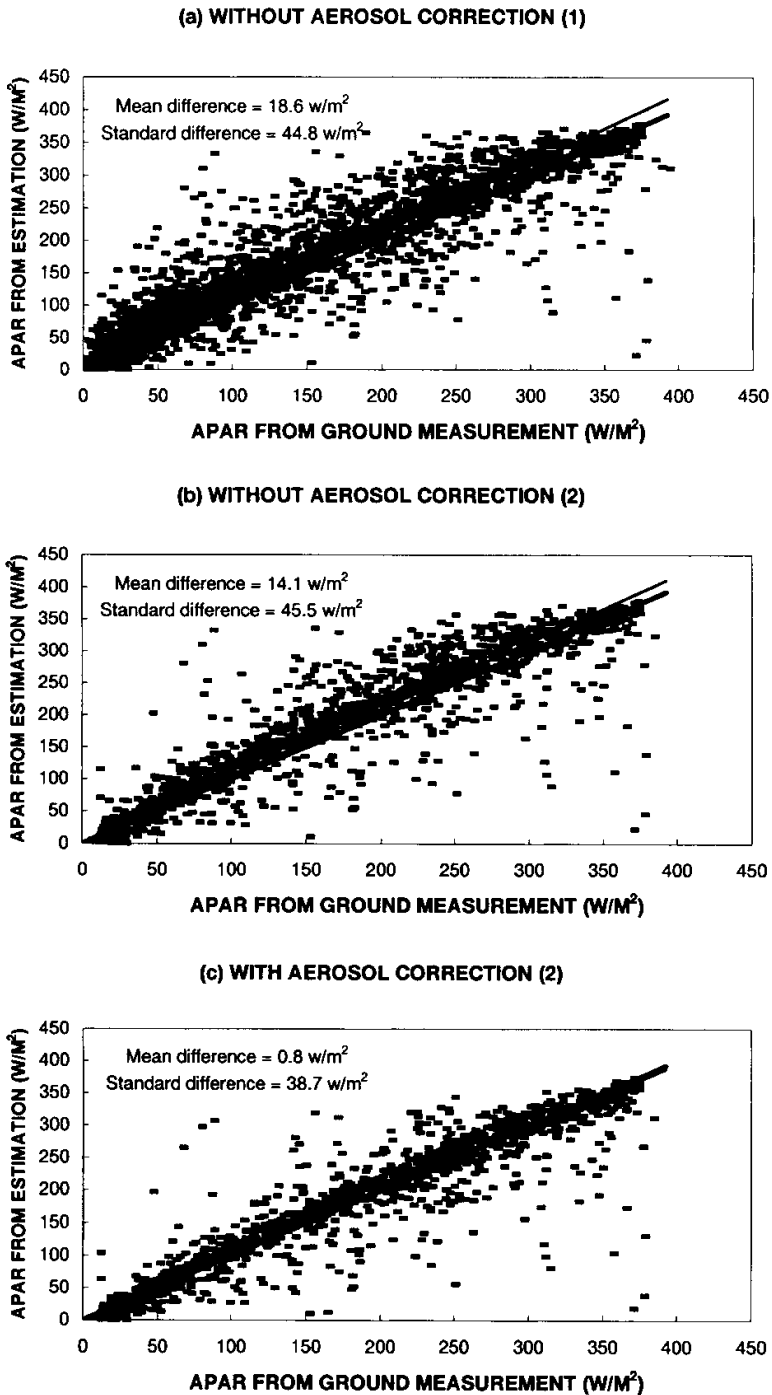 (a) WITHOUT AEROSOL CORRECTION (1)
APAR FROM ESTIMATION (W/M²)
450
400
350
300
250
200
150
100
50
0
Mean difference = 18.6 w/m²
Standard difference = 44.8 w/m²
0 50 100 150 200 250 300 350 400 450
APAR FROM GROUND MEASUREMENT (W/M²)
(b) WITHOUT AEROSOL CORRECTION (2)
APAR FROM ESTIMATION (W/M²)
450
400
350
300
250
200
150
100
50
0
Mean difference = 14.1 w/m²
Standard difference = 45.5 w/m²
0 50 100 150 200 250 300 350 400 450
APAR FROM GROUND MEASUREMENT (W/M²)
(c) WITH AEROSOL CORRECTION (2)
APAR FROM ESTIMATION (W/M²)
450
400
350
300
250
200
150
100
50
0
Mean difference = 0.8 w/m²
Standard difference = 38.7 w/m²
0 50 100 150 200 250 300 350 400 450
APAR FROM GROUND MEASUREMENT (W/M²)